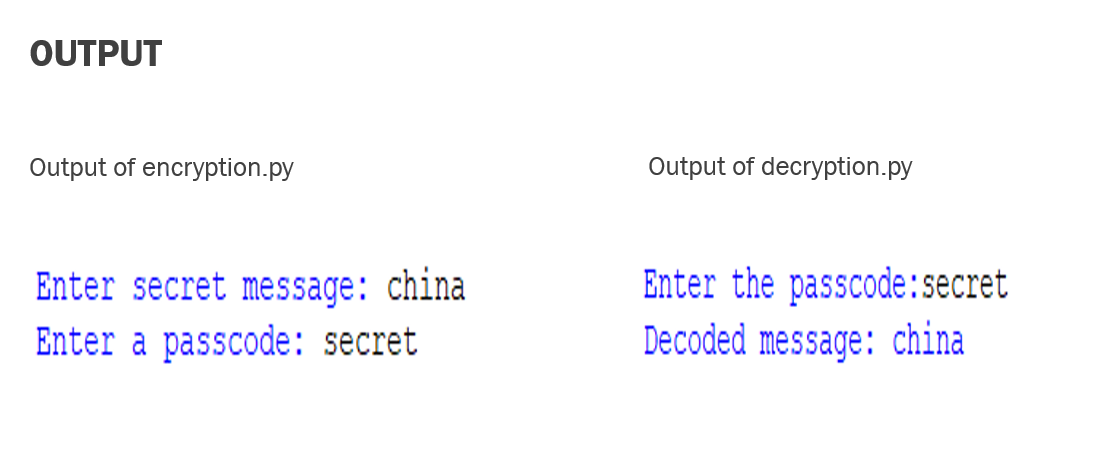 OUTPUT
Output of encryption.py
Enter secret message: china
Enter a passcode: secret
Output of decryption.py
Enter the passcode:secret
Decoded message: china